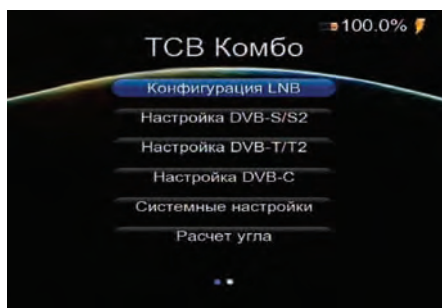 100.0%
ТСВ Комбо
Конфигурация LNB
Настройка DVB-S/S2
Настройка DVB-T/T2
Настройка DVB-C
Системные настройки
Расчет угла